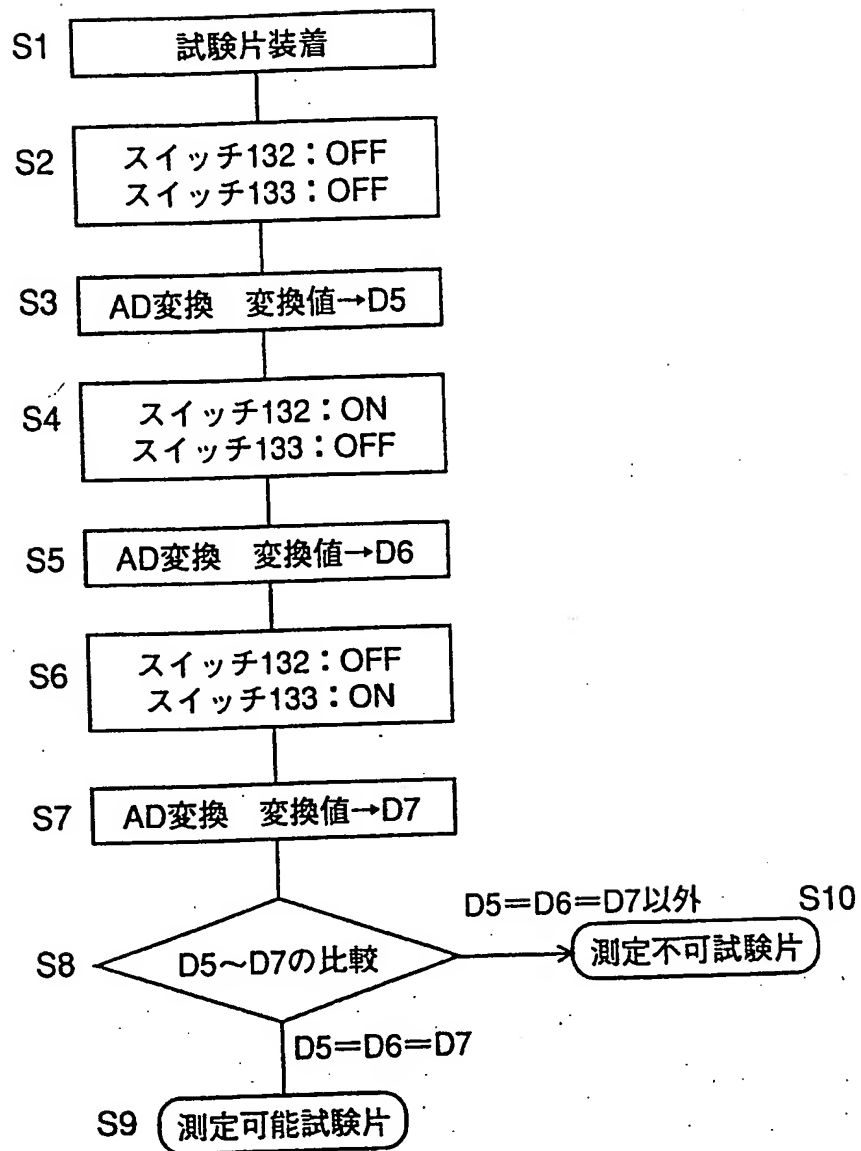 S1 試験片装着
S2 スイッチ132：OFF
スイッチ133：OFF
S3 AD変換　変換値→D5
S4 スイッチ132：ON
スイッチ133：OFF
S5 AD変換　変換値→D6
S6 スイッチ132：OFF
スイッチ133：ON
S7 AD変換　変換値→D7
D5＝D6＝D7以外 S10
S8 D5～D7の比較
測定不可試験片
D5＝D6＝D7
S9 測定可能試験片